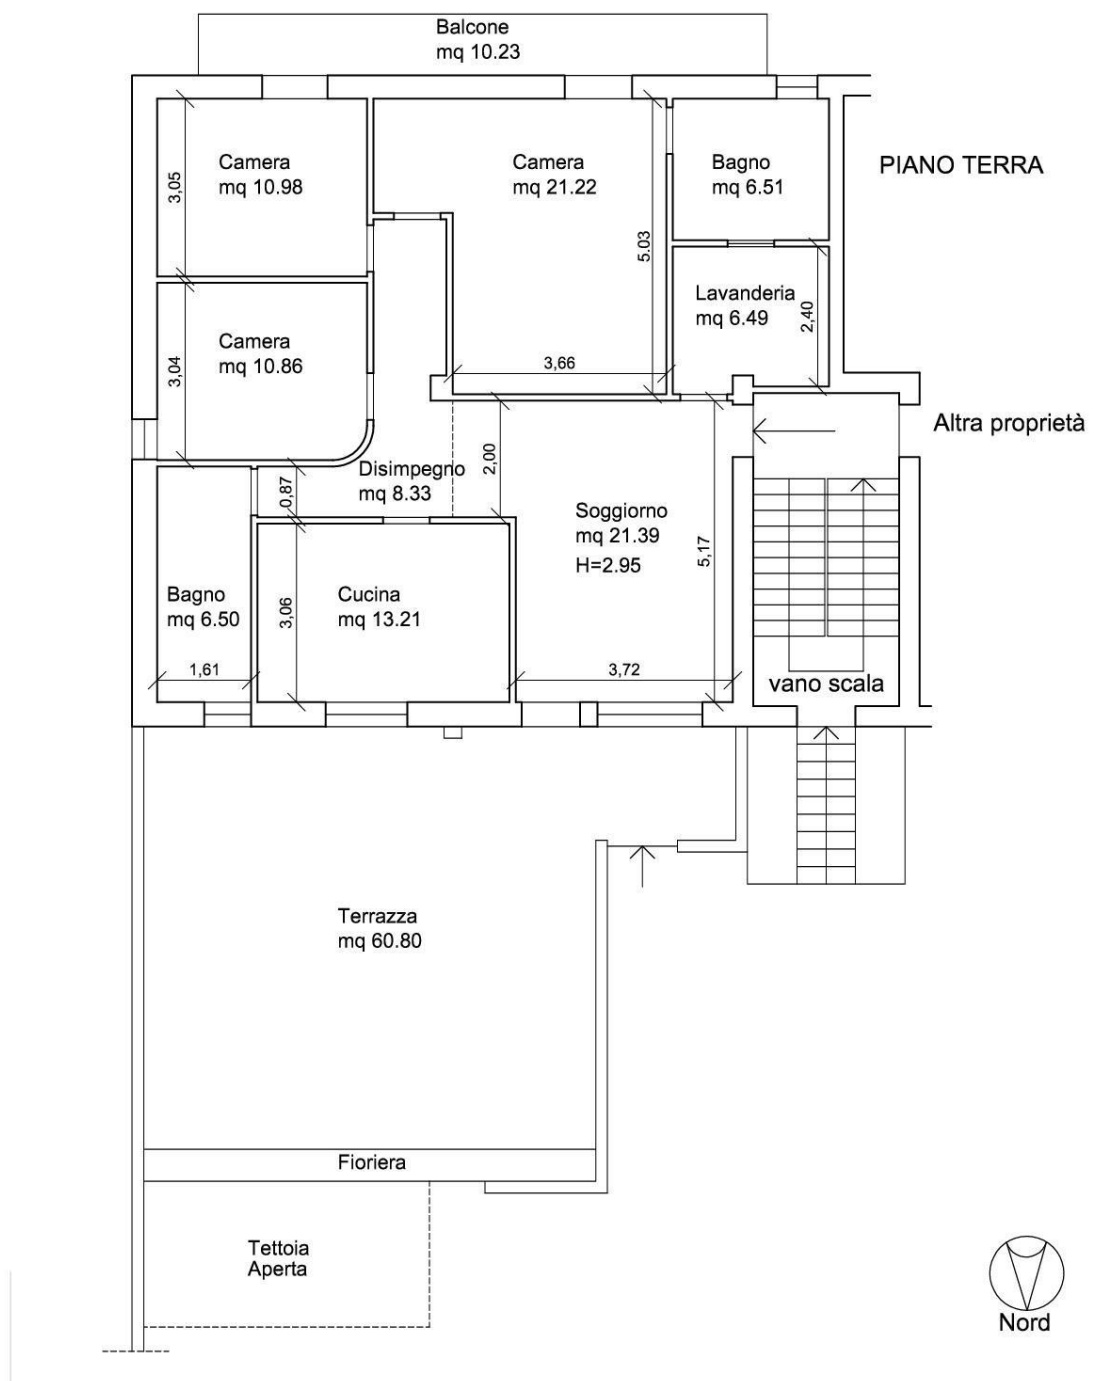 Balcone
mq 10.23
Camera
mq 10.98
3,05
Camera
mq 21.22
5.03
3,66
Bagno
mq 6.51
PIANO TERRA
Lavanderia
mq 6.49
2,40
Camera
mq 10.86
3,04
Altra proprietà
Disimpegno
mq 8.33
0,87
2,00
Soggiorno
mq 21.39
H=2.95
5,17
3,72
Bagno
mq 6.50
1,61
Cucina
mq 13.21
3,06
vano scala
Terrazza
mq 60.80
Fioriera
Tettoia
Aperta
Nord